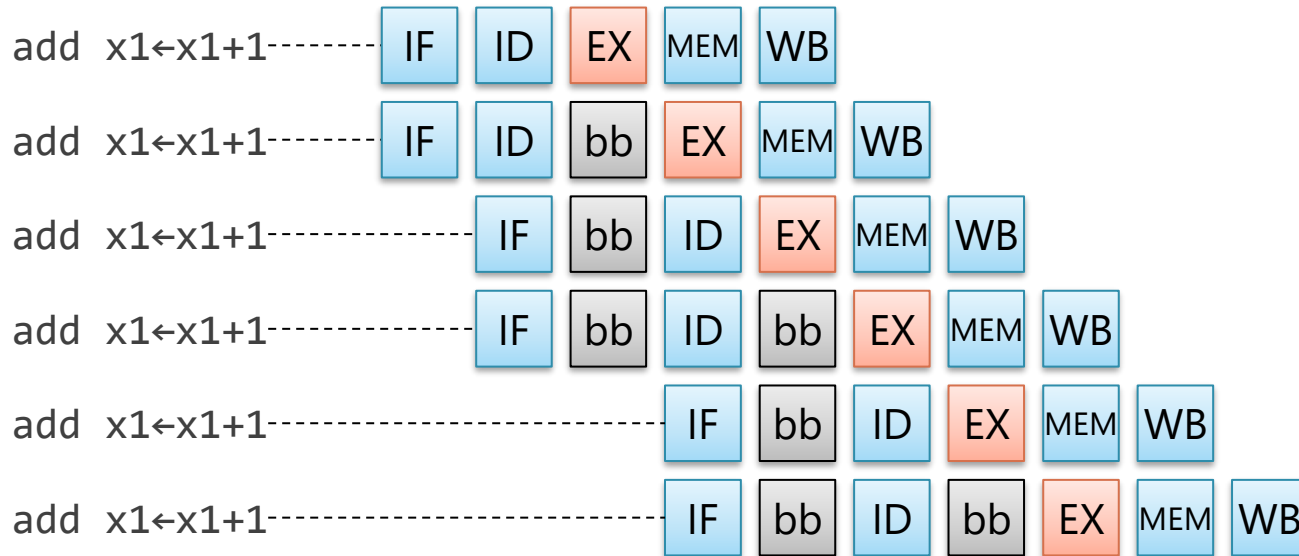 add x1←x1+1 IF ID EX MEM WB
add x1←x1+1 IF ID bb EX MEM WB
add x1←x1+1 IF bb ID EX MEM WB
add x1←x1+1 IF bb ID bb EX MEM WB
add x1←x1+1 IF bb ID EX MEM WB
add x1←x1+1 IF bb ID bb EX MEM WB